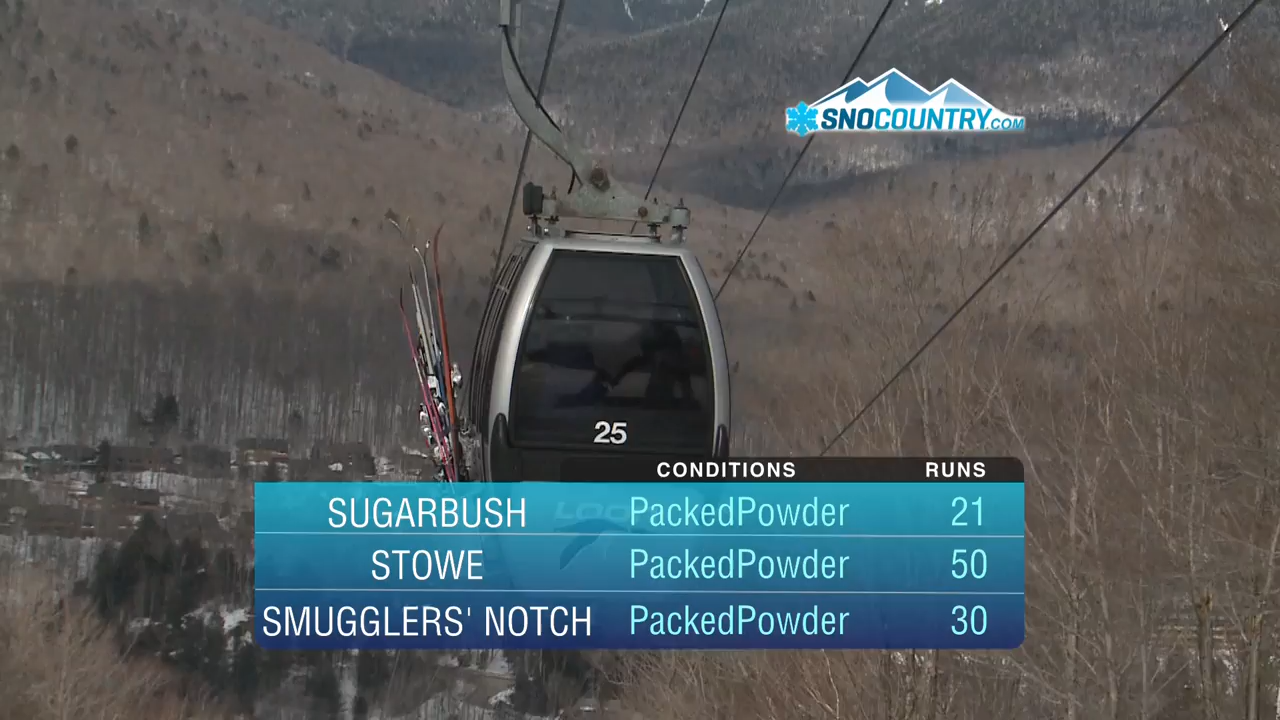 SNOCOUNTRY.COM
25
CONDITIONS RUNS
SUGARBUSH PackedPowder 21
STOWE PackedPowder 50
SMUGGLERS' NOTCH PackedPowder 30